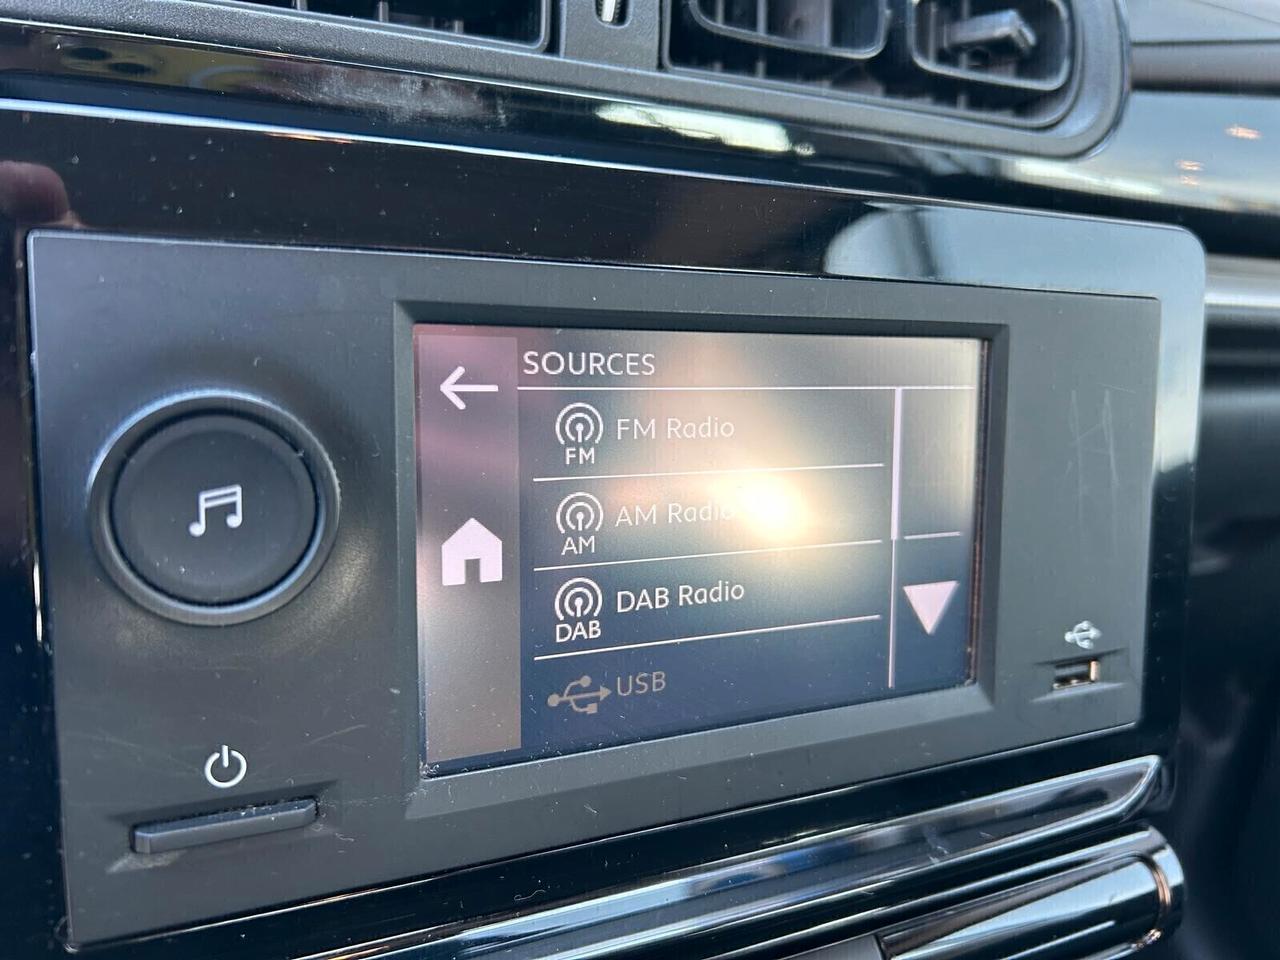 SOURCES
FM Radio
FM
AM Radio
AM
DAB Radio
DAB
USB